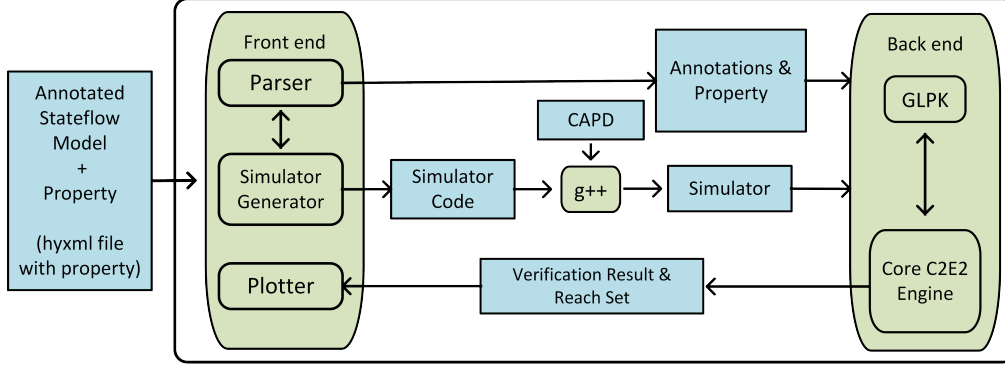 Annotated
Stateflow
Model
+
Property
(hyxml file
with property)
Front end
Parser
Simulator
Generator
Plotter
Simulator
Code
CAPD
g++
Annotations &
Property
Simulator
Verification Result &
Reach Set
Back end
GLPK
Core C2E2
Engine